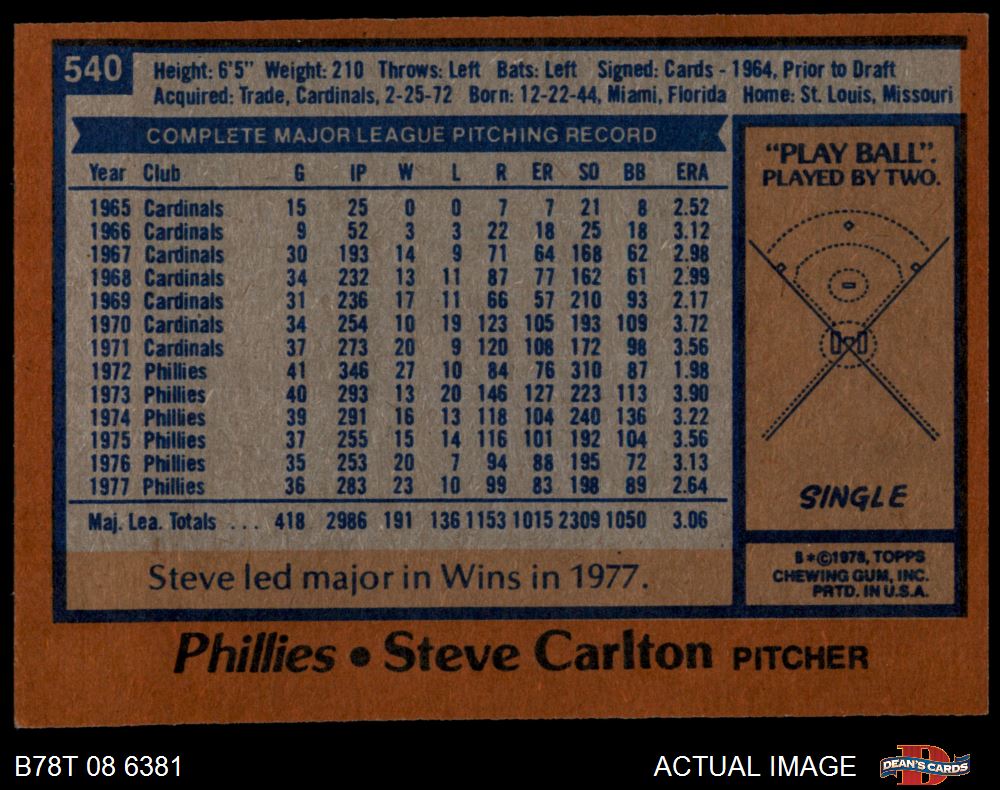 540
Height: 6'5" Weight: 210 Throws: Left Bats: Left Signed: Cards - 1964, Prior to Draft
Acquired: Trade, Cardinals, 2-25-72 Born: 12-22-44, Miami, Florida Home: St. Louis, Missouri
COMPLETE MAJOR LEAGUE PITCHING RECORD
Year Club G IP W L R ER SO BB ERA
1965 Cardinals 15 25 0 0 7 7 21 8 2.52
1966 Cardinals 9 52 3 3 22 18 25 18 3.12
1967 Cardinals 30 193 14 9 71 64 168 62 2.98
1968 Cardinals 34 232 13 11 87 77 162 61 2.99
1969 Cardinals 31 236 17 11 66 57 210 93 2.17
1970 Cardinals 34 254 10 19 123 105 193 109 3.72
1971 Cardinals 37 273 20 9 120 108 172 98 3.56
1972 Phillies 41 346 27 10 84 76 310 87 1.98
1973 Phillies 40 293 13 20 146 127 223 113 3.90
1974 Phillies 39 291 16 13 118 104 240 136 3.22
1975 Phillies 37 255 15 14 116 101 192 104 3.56
1976 Phillies 35 253 20 7 94 88 195 72 3.13
1977 Phillies 36 283 23 10 99 83 198 89 2.64
Maj. Lea. Totals ... 418 2986 191 136 1153 1015 2309 1050 3.06
Steve led major in Wins in 1977.
"PLAY BALL".
PLAYED BY TWO.
SINGLE
B*©1978, TOPPS
CHEWING GUM, INC.
PRTD. IN U.S.A.
Phillies • Steve Carlton PITCHER
B78T 08 6381
ACTUAL IMAGE
DEAN'S CARDS